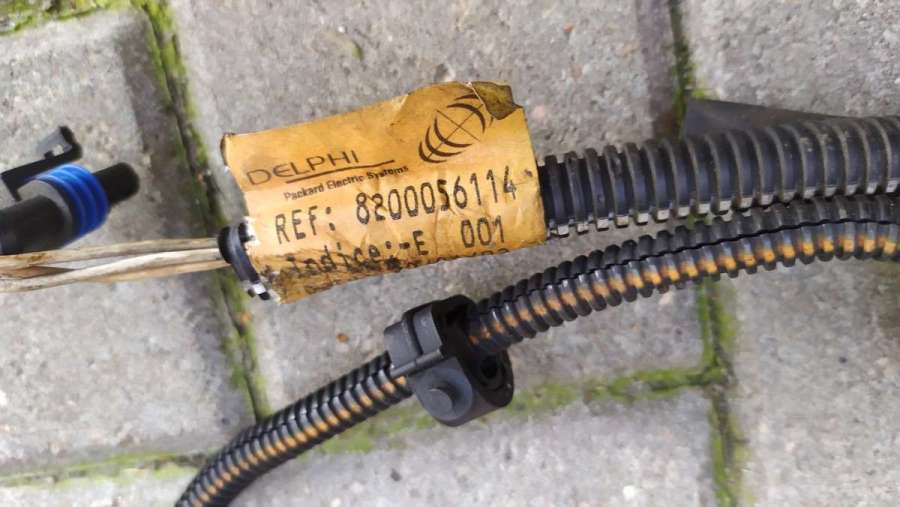 DELPHI
Packard Electric Systems
REF: 8200056114
Indice:-E 001